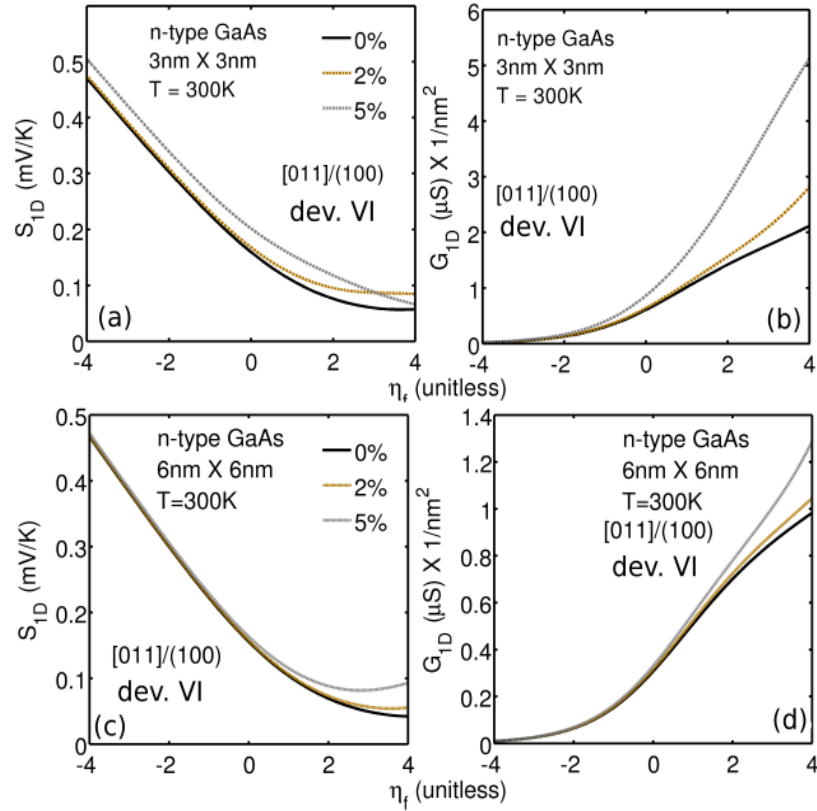 n-type GaAs
3nm X 3nm
T = 300K
0%
2%
5%
[011]/(100)
dev. VI
(a)
S1D (mV/K)
0.5
0.4
0.3
0.2
0.1
0
-4
-2
0
2
4
ηf (unitless)
n-type GaAs
3nm X 3nm
T = 300K
[011]/(100)
dev. VI
(b)
G1D (μS) X 1/nm²
6
5
4
3
2
1
0
-4
-2
0
2
4
n-type GaAs
6nm X 6nm
T=300K
0%
2%
5%
[011]/(100)
dev. VI
(c)
S1D (mV/K)
0.5
0.4
0.3
0.2
0.1
0
-4
-2
0
2
4
ηf (unitless)
n-type GaAs
6nm X 6nm
T=300K
[011]/(100)
dev. VI
(d)
G1D (μS) X 1/nm²
1.4
1.2
1
0.8
0.6
0.4
0.2
0
-4
-2
0
2
4